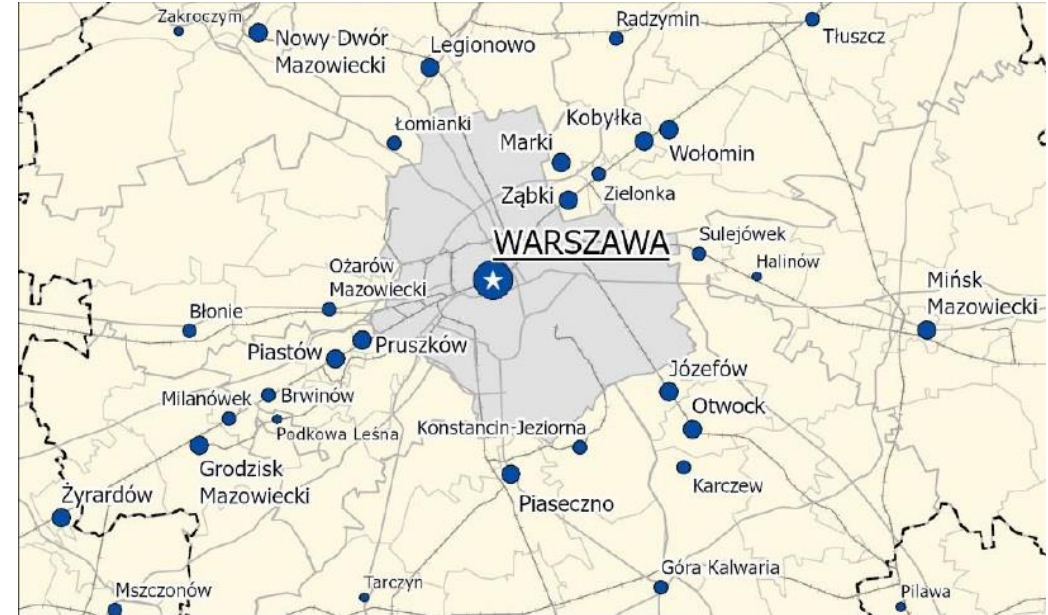 Zakroczym
Nowy Dwór
Mazowiecki
Legionowo
Radzymin
Tłuszcz
Łomianki
Kobyłka
Marki
Wołomin
Ząbki
Zielonka
WARSZAWA
Sulejówek
Halinów
Ożarów
Mazowiecki
Mińsk
Mazowiecki
Błonie
Piastów
Pruszków
Józefów
Milanówek
Brwinów
Otwock
Podkowa Leśna
Konstancin-Jeziorna
Grodzisk
Mazowiecki
Karczew
Żyrardów
Piaseczno
Góra Kalwaria
Mszczonów
Tarczyn
Pilawa